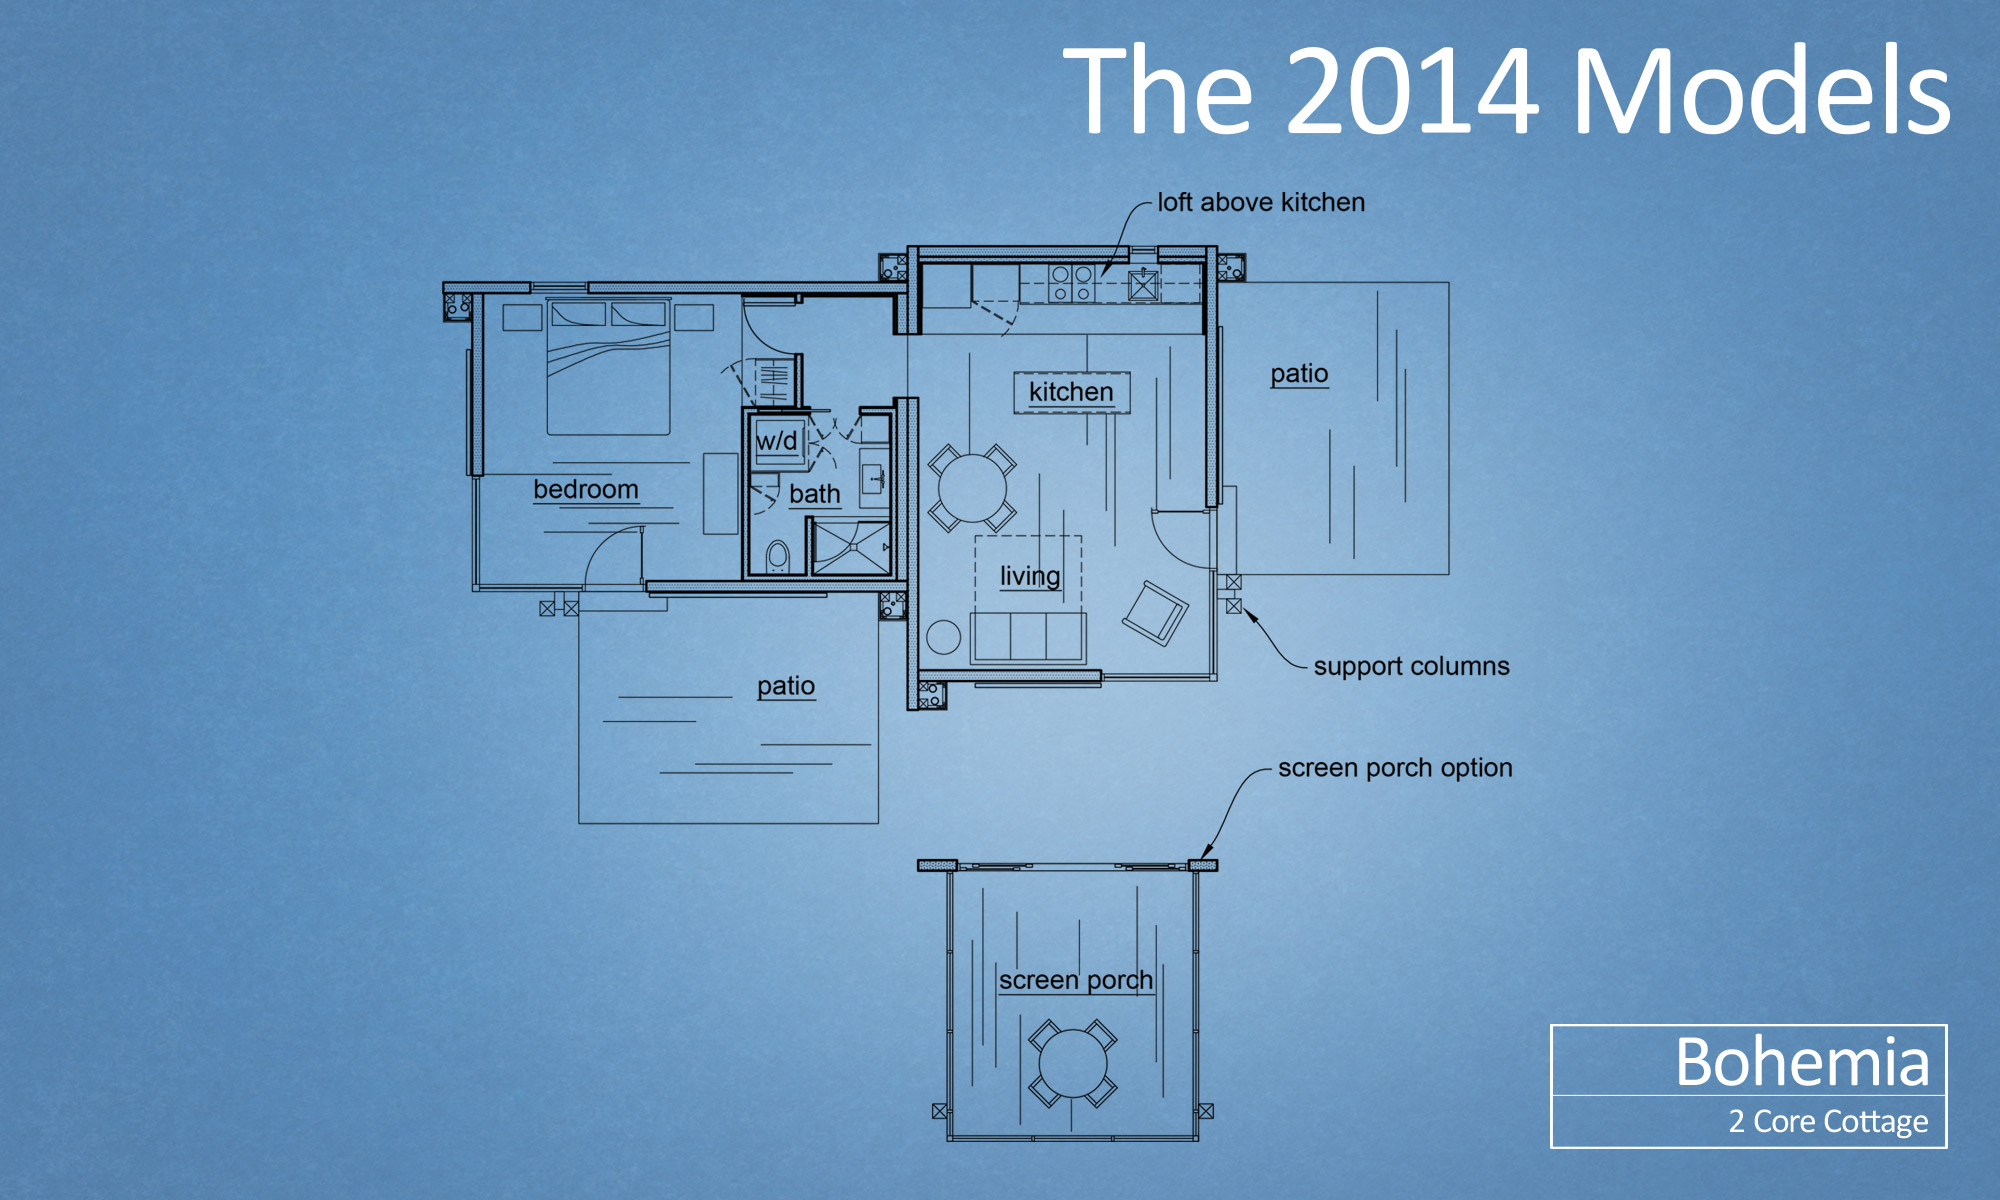 The 2014 Models
loft above kitchen
patio
kitchen
w/d
bedroom
bath
living
support columns
patio
screen porch option
screen porch
Bohemia
2 Core Cottage